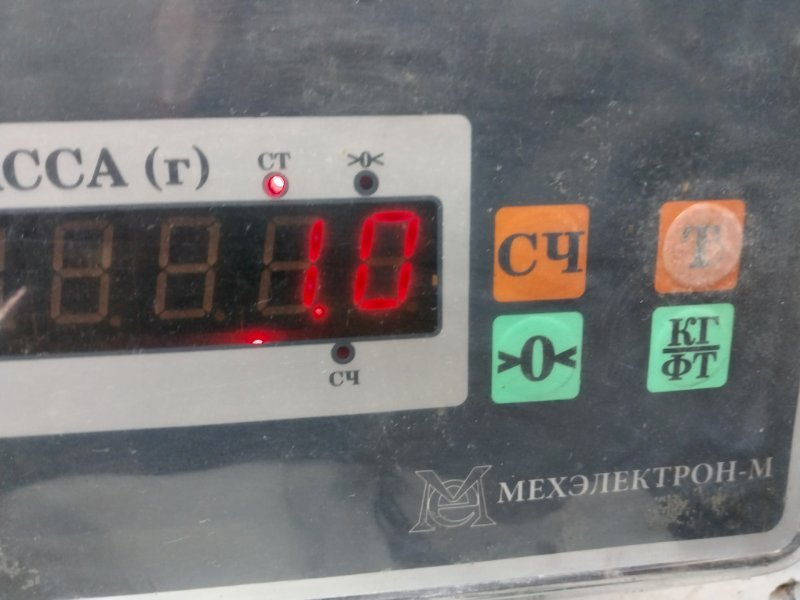 АССА (г)
СТ
>0<
1.0
СЧ
СЧ
Т
>0<
КГ
ФТ
МЕХЭЛЕКТРОН-М